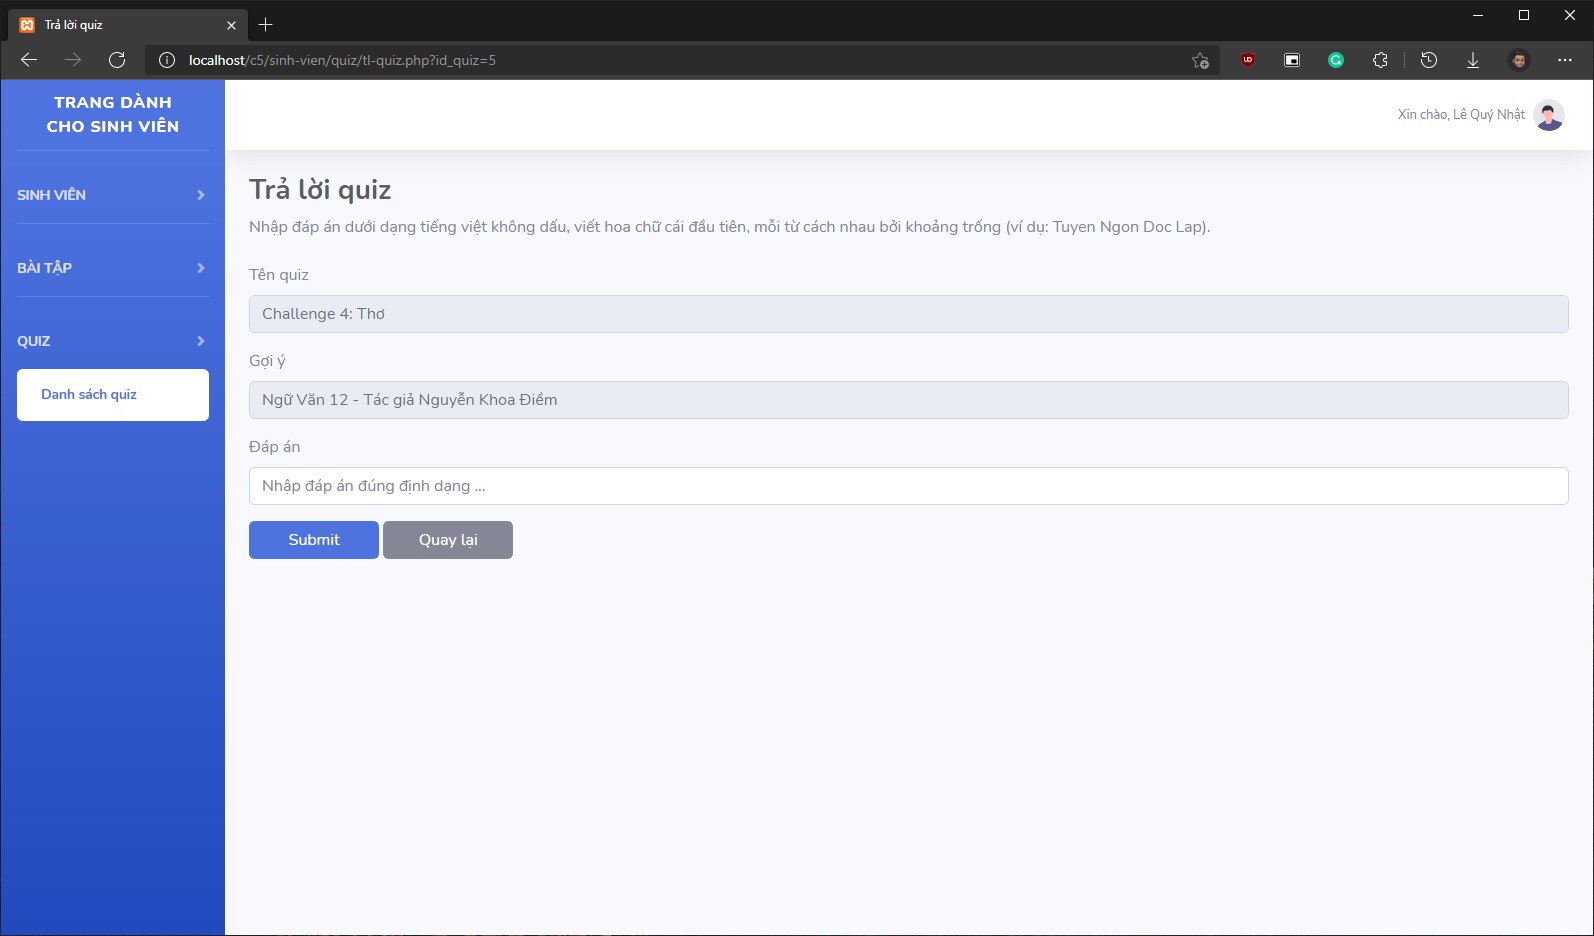 Trả lời quiz
localhost/c5/sinh-vien/quiz/tl-quiz.php?id_quiz=5
TRANG DÀNH
CHO SINH VIÊN
Xin chào, Lê Quý Nhật
SINH VIÊN
BÀI TẬP
QUIZ
Danh sách quiz
Trả lời quiz
Nhập đáp án dưới dạng tiếng việt không dấu, viết hoa chữ cái đầu tiên, mỗi từ cách nhau bởi khoảng trống (ví dụ: Tuyen Ngon Doc Lap).
Tên quiz
Challenge 4: Thơ
Gợi ý
Ngữ Văn 12 - Tác giả Nguyễn Khoa Điềm
Đáp án
Nhập đáp án đúng định dạng ...
Submit
Quay lại